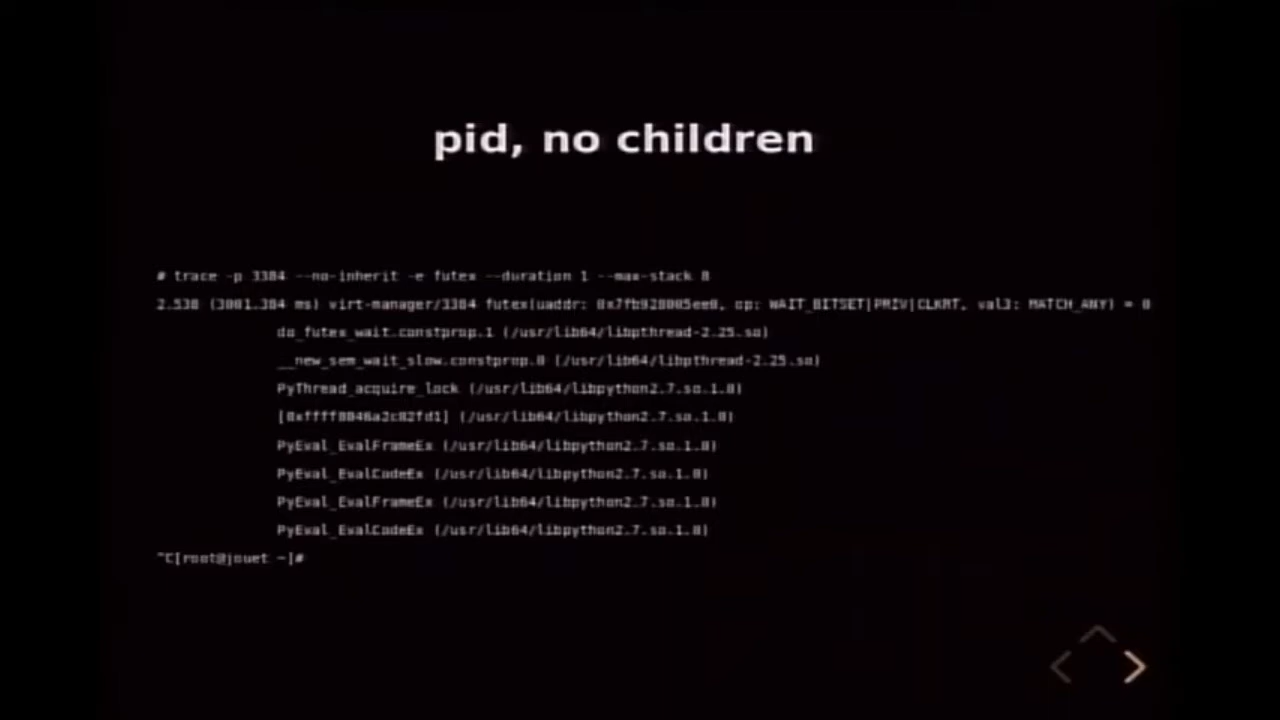 pid, no children
# trace -p 3384 --no-inherit -e futex --duration 1 --max-stack 8
2.538 (3001.384 ms) virt-manager/3384 futex(uaddr: op: WAIT_BITSET|PRIV|CLKRT, val3: MATCH_ANY) = 0
do_futex_wait.constprop.1 (/usr/lib64/libpthread-2.25.so)
__new_sem_wait_slow.constprop.0 (/usr/lib64/libpthread-2.25.so)
PyThread_acquire_lock (/usr/lib64/libpython2.7.so.1.0)
(/usr/lib64/libpython2.7.so.1.0)
PyEval_EvalFrameEx (/usr/lib64/libpython2.7.so.1.0)
PyEval_EvalCodeEx (/usr/lib64/libpython2.7.so.1.0)
PyEval_EvalFrameEx (/usr/lib64/libpython2.7.so.1.0)
PyEval_EvalCodeEx (/usr/lib64/libpython2.7.so.1.0)
^C[root@jouet ~]#